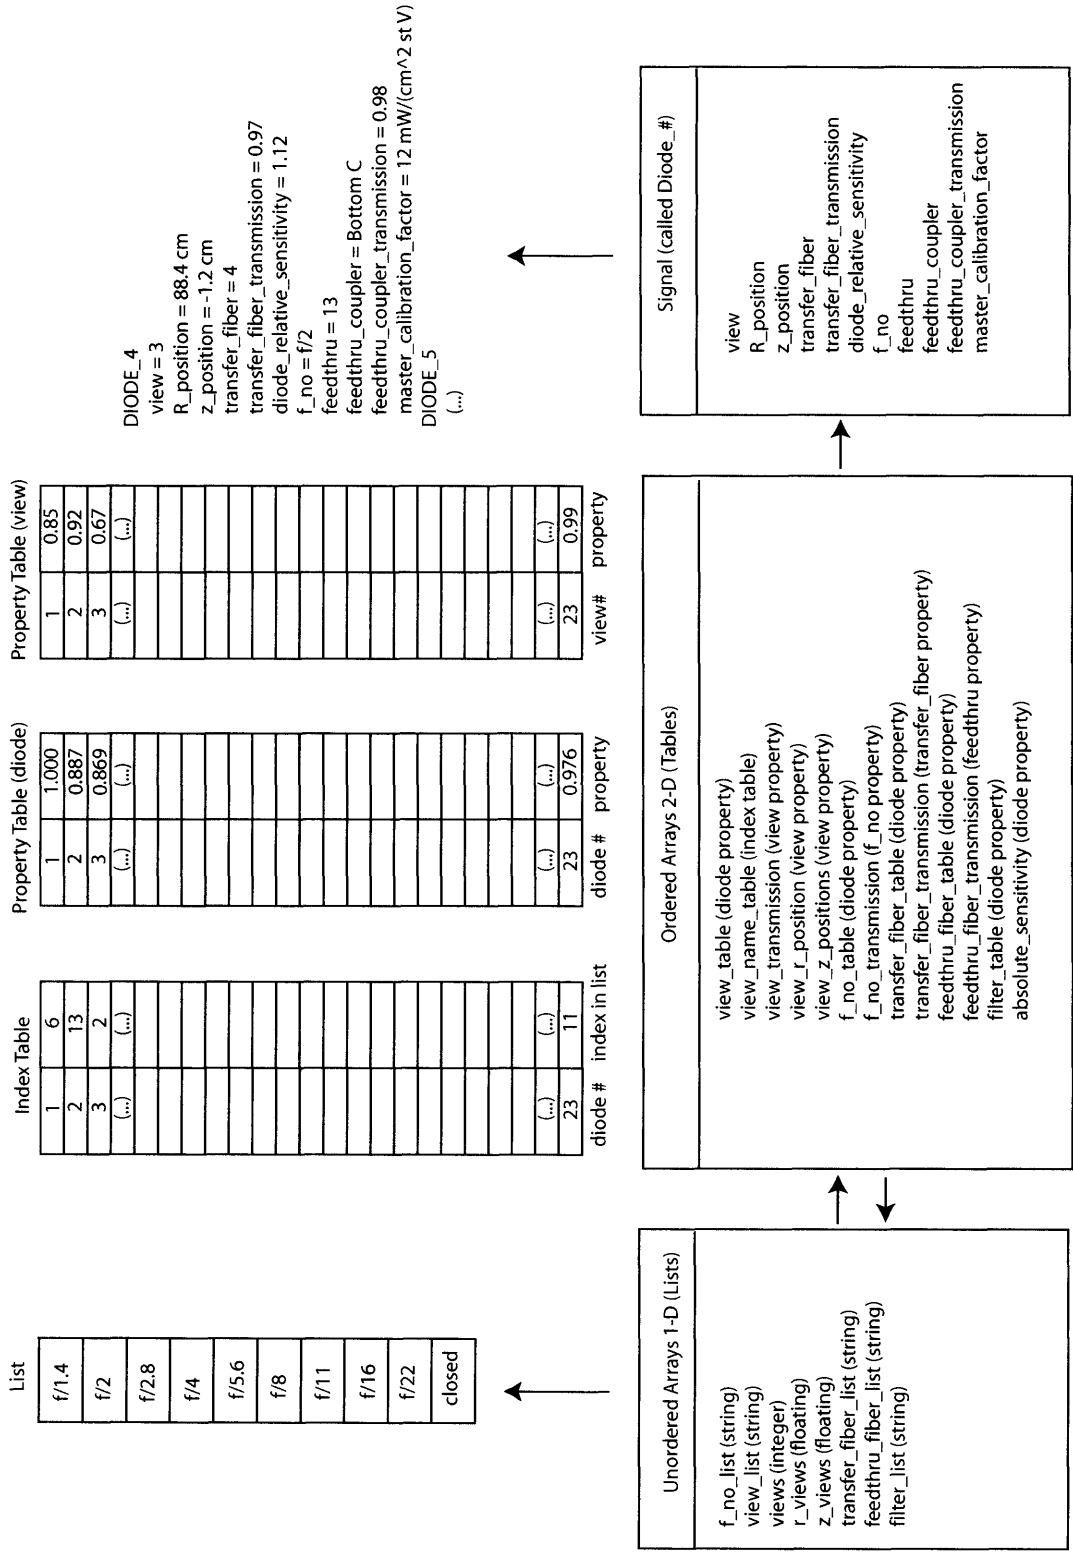 List
f/1.4
f/2
f/2.8
f/4
f/5.6
f/8
f/11
f/16
f/22
closed
Index Table
1 6
2 13
3 2
(...) (...)
(...) (...)
23 11
diode # index in list
Property Table (diode)
1 1.000
2 0.887
3 0.869
(...) (...)
(...) (...)
23 0.976
diode # property
Property Table (view)
1 0.85
2 0.92
3 0.67
(...) (...)
(...) (...)
23 0.99
view# property
DIODE_4
view = 3
R_position = 88.4 cm
z_position = -1.2 cm
transfer_fiber = 4
transfer_fiber_transmission = 0.97
diode_relative_sensitivity = 1.12
f_no = f/2
feedthru = 13
feedthru_coupler = Bottom C
feedthru_coupler_transmission = 0.98
master_calibration_factor = 12 mW/(cm^2 st V)
DIODE_5
(...)
Unordered Arrays 1-D (Lists)
f_no_list (string)
view_list (string)
views (integer)
r_views (floating)
z_views (floating)
transfer_fiber_list (string)
feedthru_fiber_list (string)
filter_list (string)
Ordered Arrays 2-D (Tables)
view_table (diode property)
view_name_table (index table)
view_transmission (view property)
view_r_position (view property)
view_z_positions (view property)
f_no_table (diode property)
f_no_transmission (f_no property)
transfer_fiber_table (diode property)
transfer_fiber_transmission (transfer_fiber property)
feedthru_fiber_table (diode property)
feedthru_fiber_transmission (feedthru property)
filter_table (diode property)
absolute_sensitivity (diode property)
Signal (called Diode_#)
view
R_position
z_position
transfer_fiber
transfer_fiber_transmission
diode_relative_sensitivity
f_no
feedthru
feedthru_coupler
feedthru_coupler_transmission
master_calibration_factor